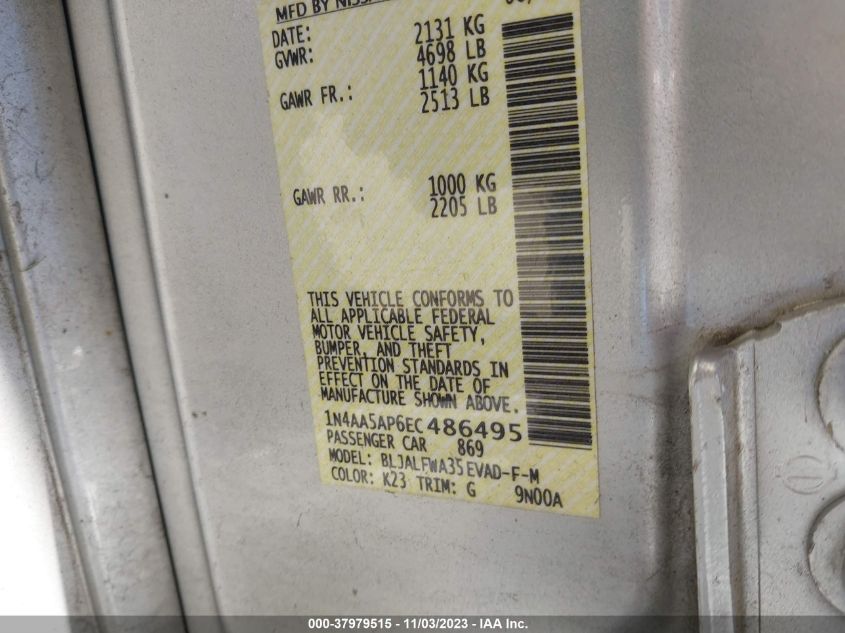 MFD BY NISSA
DATE:
GVWR: 2131 KG
4698 LB
GAWR FR.: 1140 KG
2513 LB
GAWR RR.: 1000 KG
2205 LB
THIS VEHICLE CONFORMS TO
ALL APPLICABLE FEDERAL
MOTOR VEHICLE SAFETY,
BUMPER, AND THEFT
PREVENTION STANDARDS IN
EFFECT ON THE DATE OF
MANUFACTURE SHOWN ABOVE.
1N4AA5AP6EC486495
PASSENGER CAR 869
MODEL: BLJALFWA35EVAD-F-M
COLOR: K23 TRIM: G 9N00A
000-37979515 - 11/03/2023 - IAA Inc.